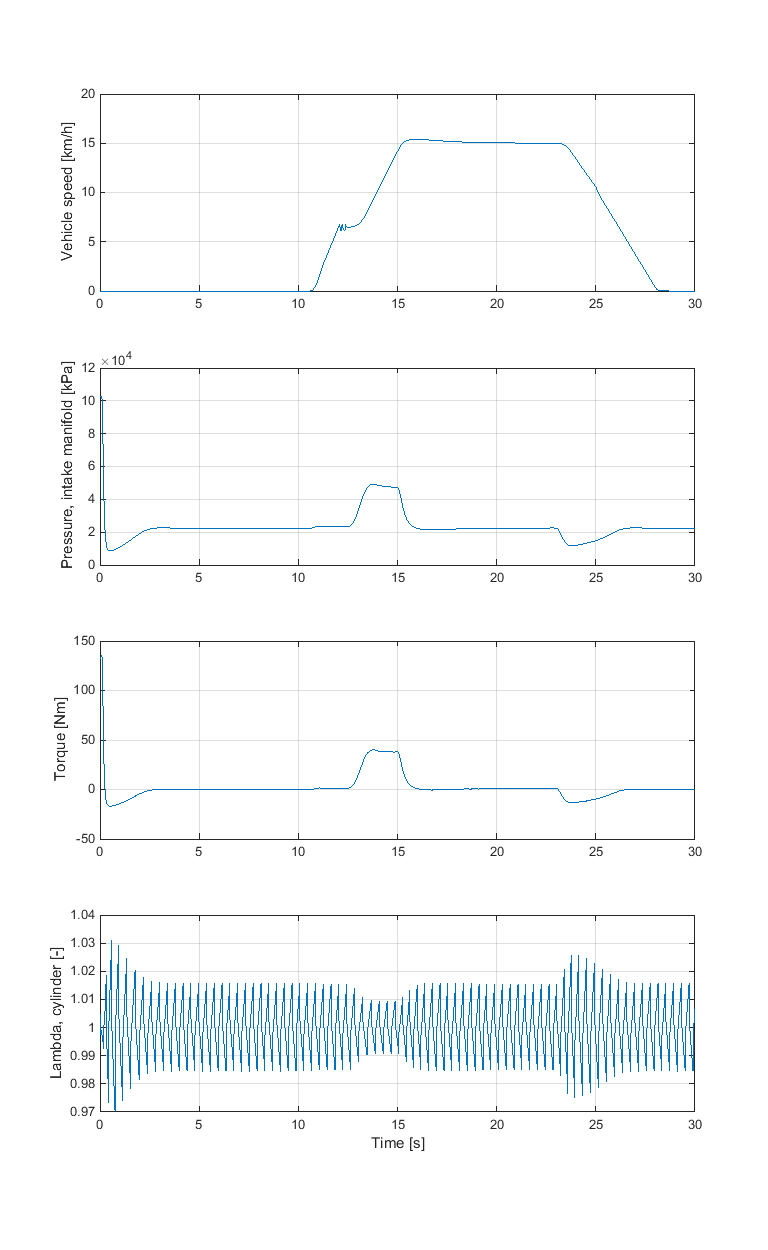 20
15
10
5
0
Vehicle speed [km/h]
0 5 10 15 20 25 30
×10⁴
12
10
8
6
4
2
0
Pressure, intake manifold [kPa]
0 5 10 15 20 25 30
150
100
50
0
-50
Torque [Nm]
0 5 10 15 20 25 30
1.04
1.03
1.02
1.01
1
0.99
0.98
0.97
Lambda, cylinder [-]
0 5 10 15 20 25 30
Time [s]